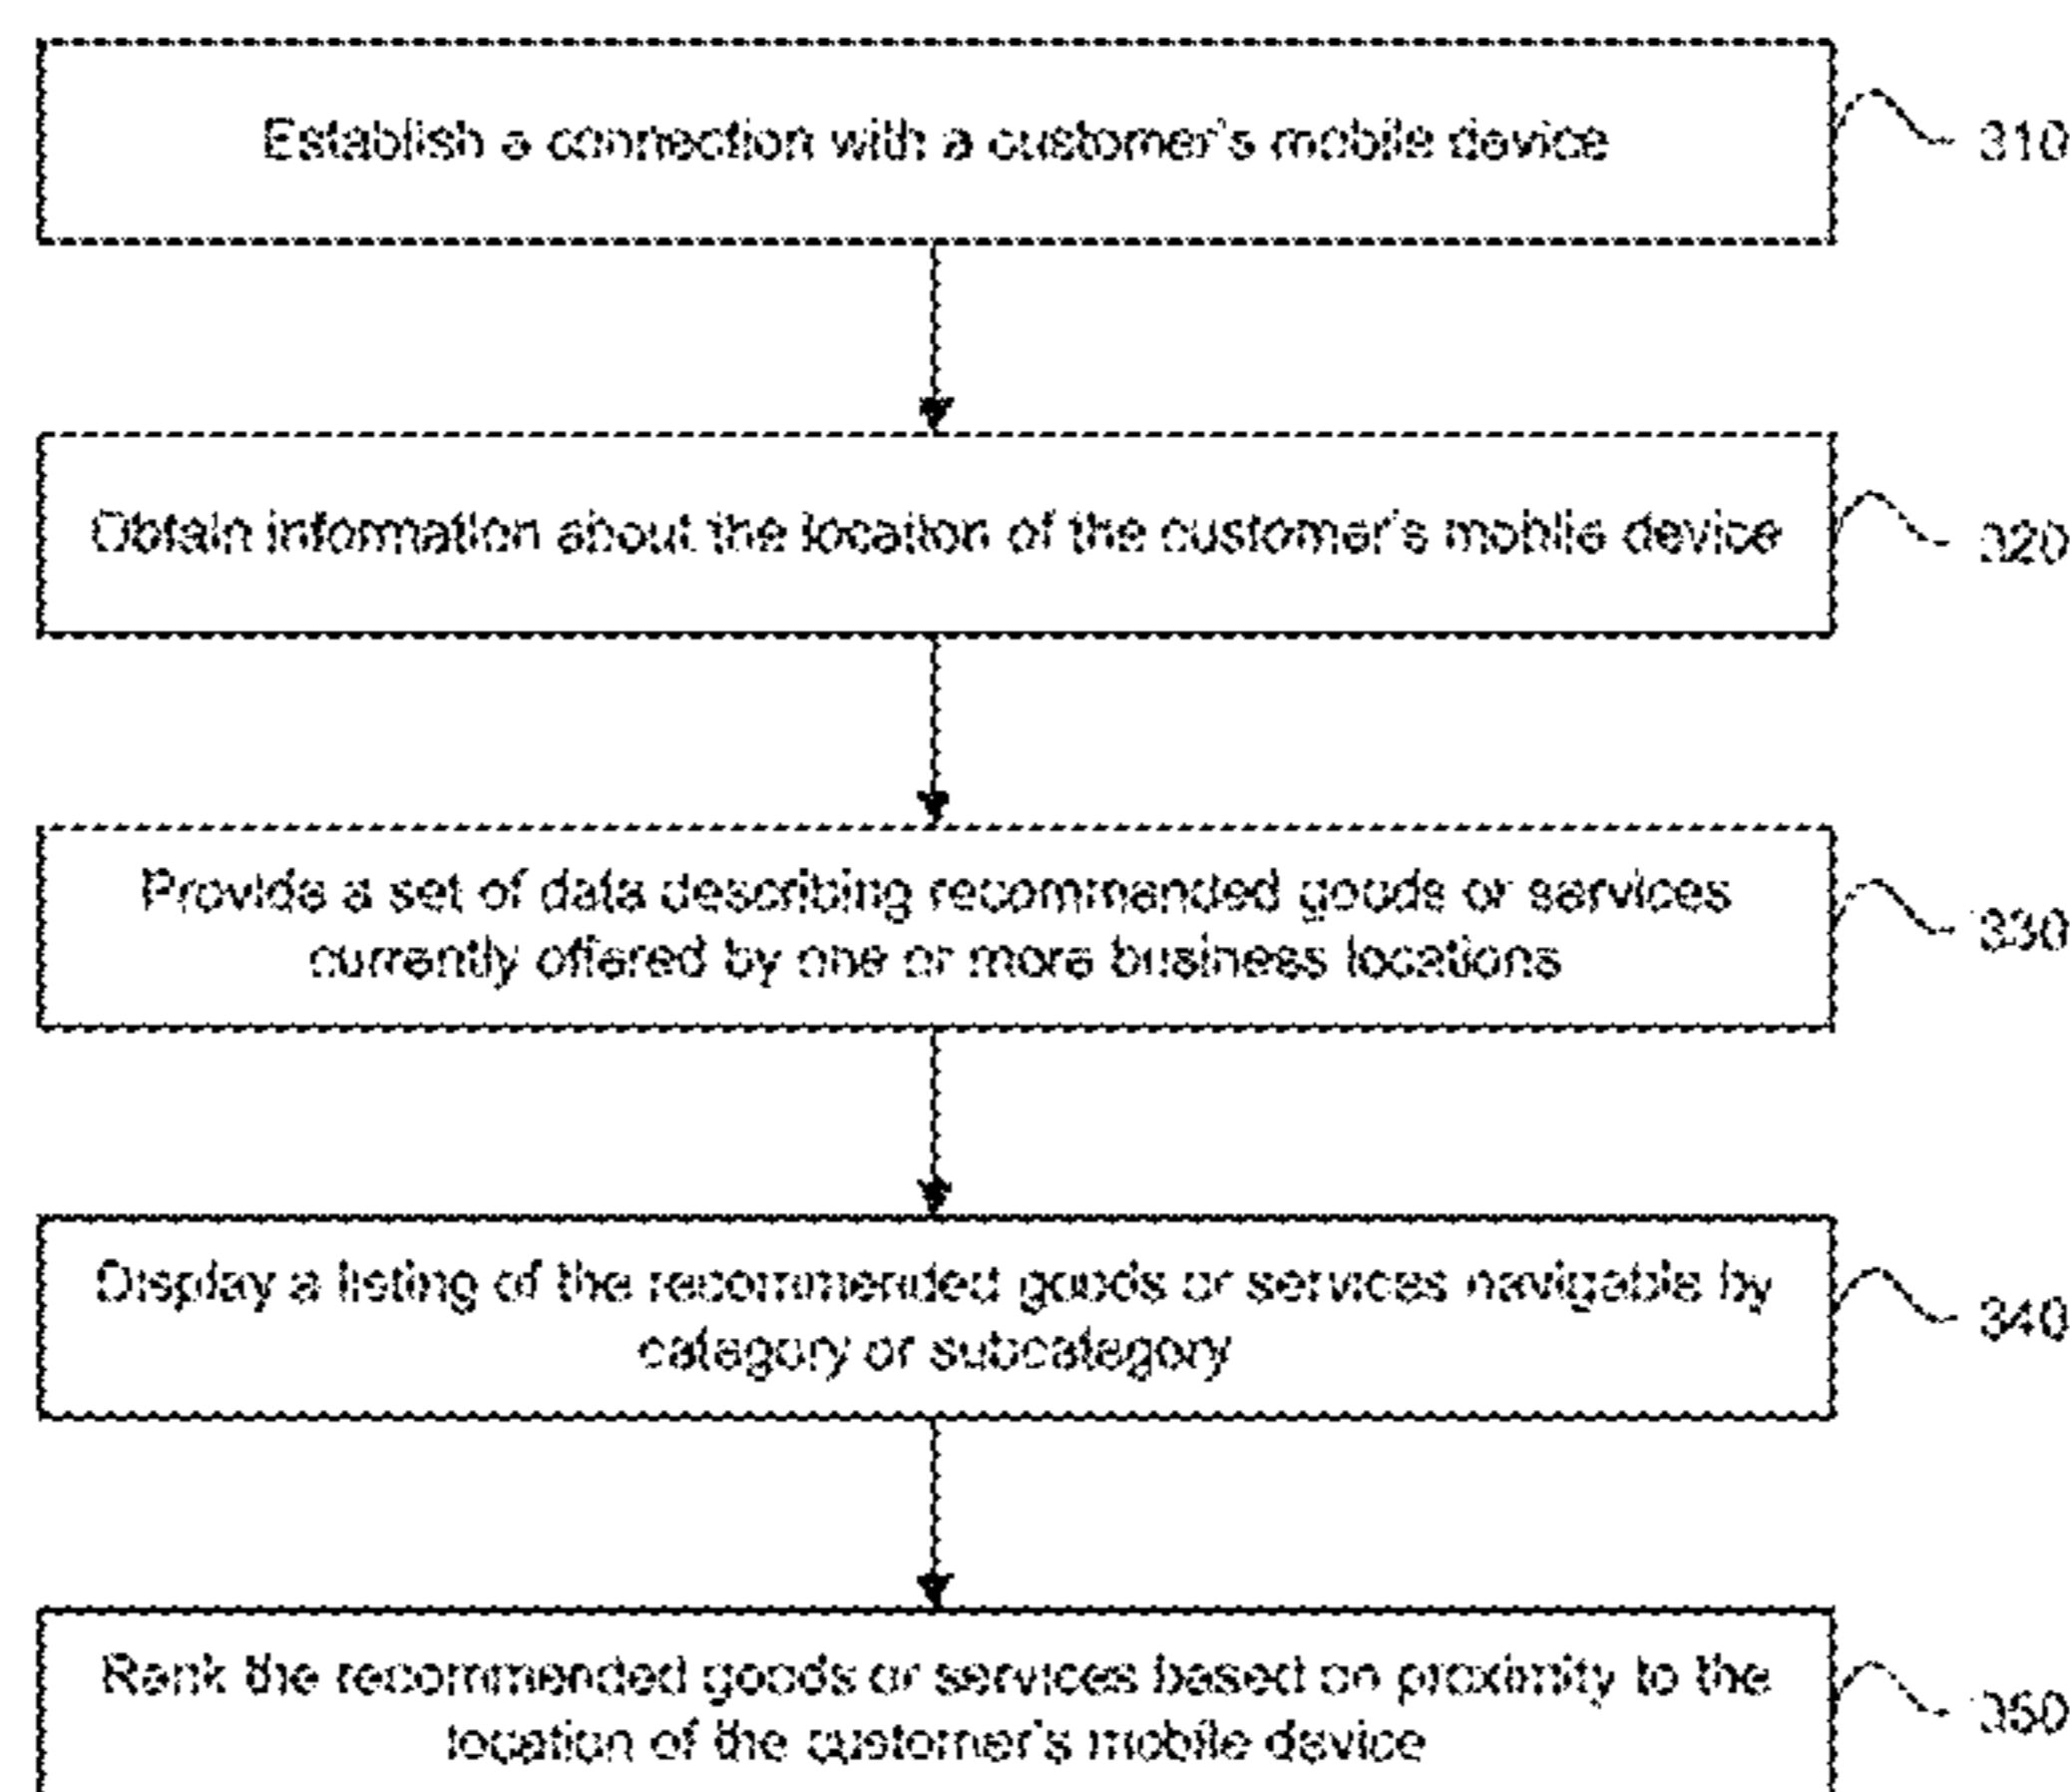 Establish a connection with a customer's mobile device
310
Obtain information about the location of the customer's mobile device
320
Provide a set of data describing recommended goods or services
currently offered by one or more business locations
330
Display a listing of the recommended goods or services navigable by
category or subcategory
340
Rank the recommended goods or services based on proximity to the
location of the customer's mobile device
350